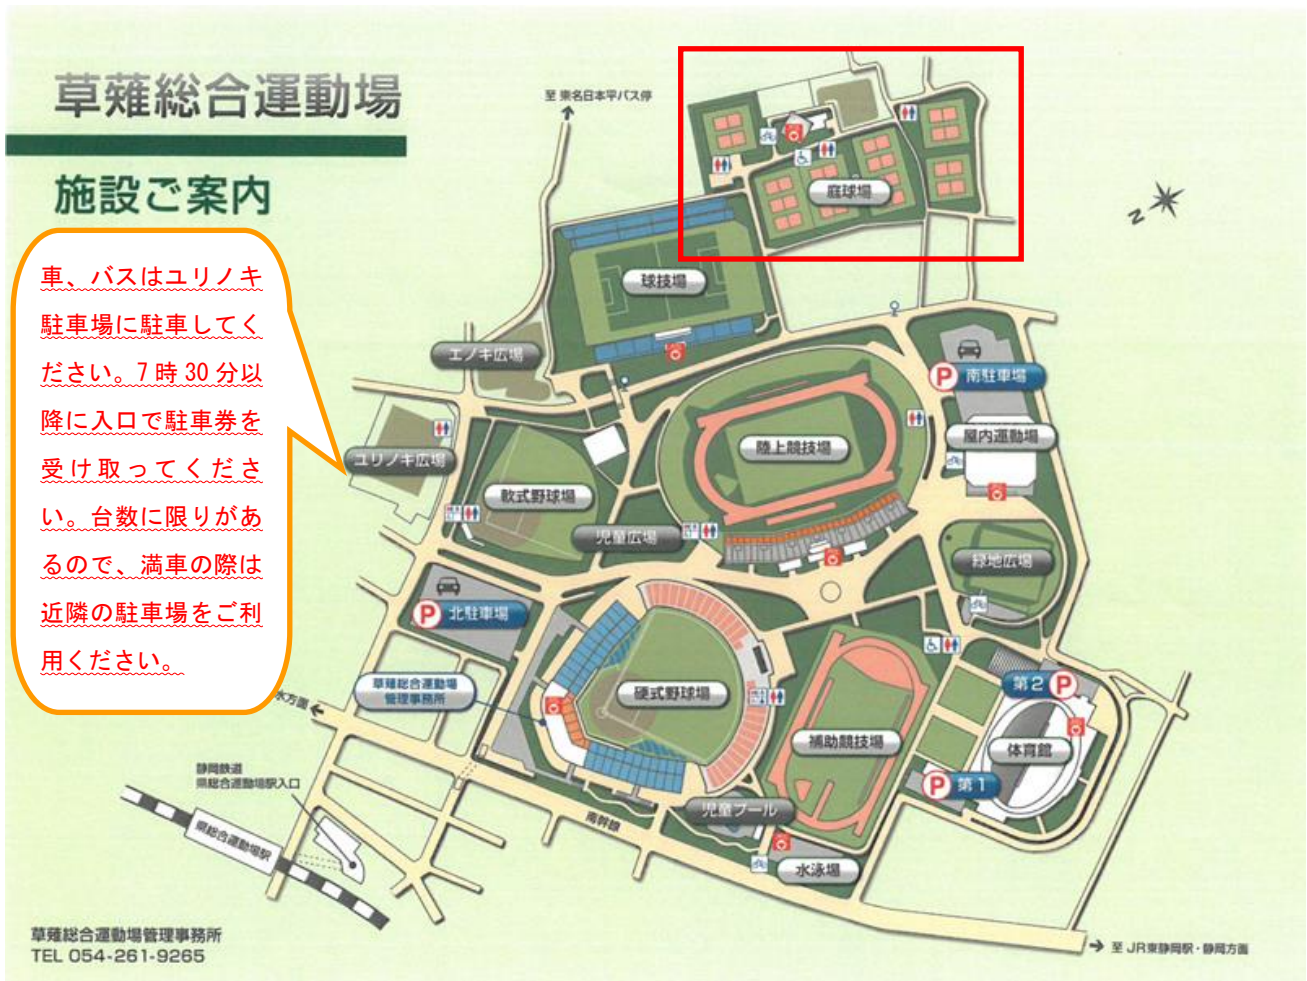 草薙総合運動場
施設ご案内
車、バスはユリノキ
駐車場に駐車してく
ださい。7時30分以
降に入口で駐車券を
受け取ってくださ
い。台数に限りがあ
るので、満車の際は
近隣の駐車場をご利
用ください。
至 東名日本平バス停
庭球場
N
球技場
エノキ広場
P 南駐車場
ユリノキ広場
陸上競技場
屋内運動場
軟式野球場
児童広場
緑地広場
P 北駐車場
草薙総合運動場
管理事務所
硬式野球場
第2 P
水方面
補助競技場
体育館
静岡鉄道
県総合運動場駅入口
P 第1
児童プール
南幹線
県総合運動場駅
水泳場
草薙総合運動場管理事務所
TEL 054-261-9265
至 JR東静岡駅・静岡方面